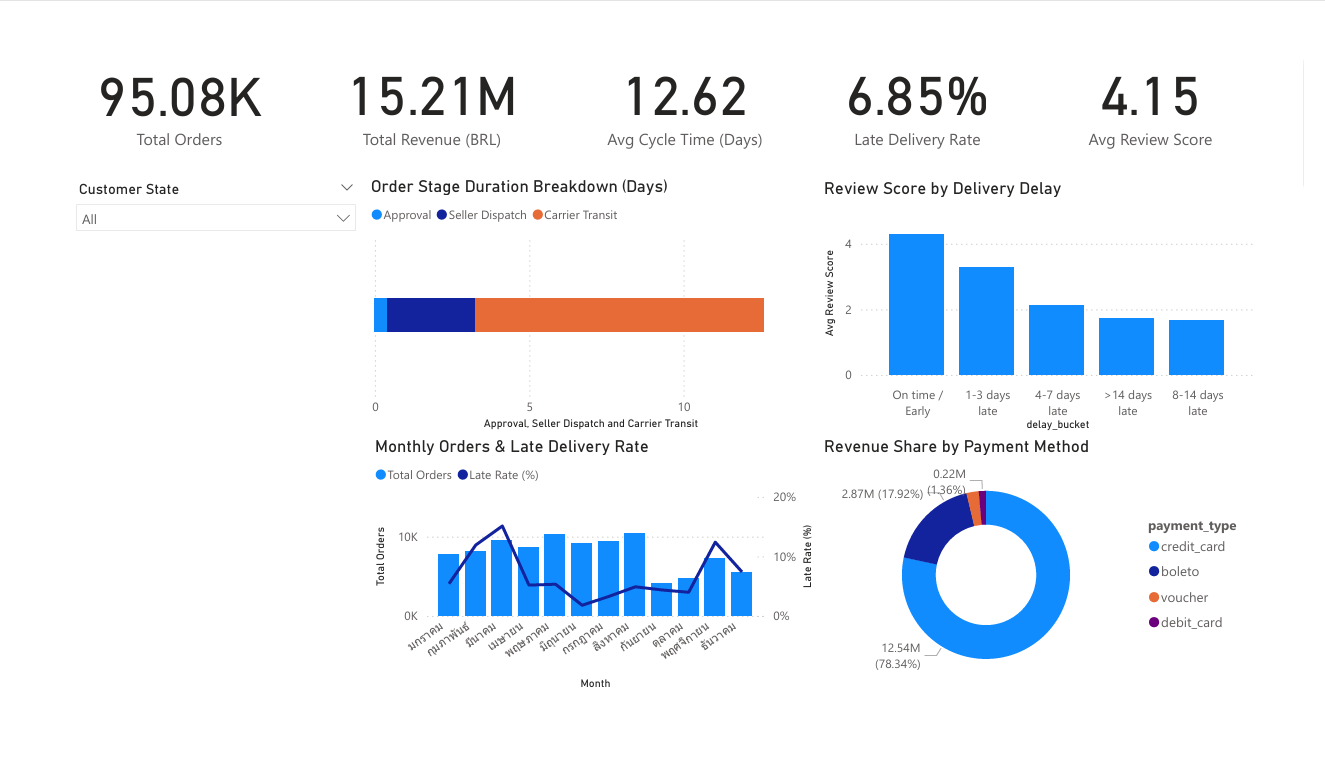 95.08K
Total Orders
15.21M
Total Revenue (BRL)
12.62
Avg Cycle Time (Days)
6.85%
Late Delivery Rate
4.15
Avg Review Score
Customer State
All
Order Stage Duration Breakdown (Days)
Approval Seller Dispatch Carrier Transit
0 5 10
Approval, Seller Dispatch and Carrier Transit
Review Score by Delivery Delay
Avg Review Score
4
2
0
On time /
Early
1-3 days
late
4-7 days
late
>14 days
late
8-14 days
late
delay_bucket
Monthly Orders & Late Delivery Rate
Total Orders Late Rate (%)
Total Orders
10K
0K
20%
10%
0%
Late Rate (%)
มกราคม
กุมภาพันธ์
มีนาคม
เมษายน
พฤษภาคม
มิถุนายน
กรกฎาคม
สิงหาคม
กันยายน
ตุลาคม
พฤศจิกายน
ธันวาคม
Month
Revenue Share by Payment Method
0.22M
(1.36%)
2.87M (17.92%)
12.54M
(78.34%)
payment_type
credit_card
boleto
voucher
debit_card